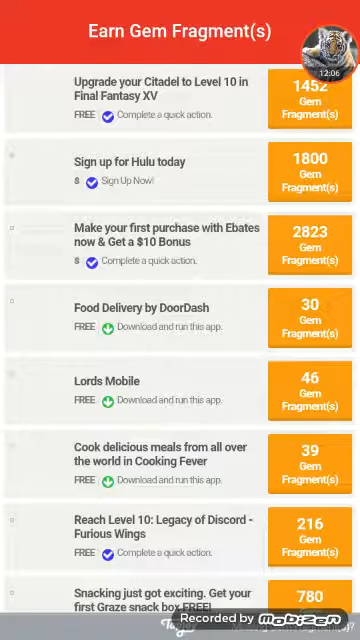 Earn Gem Fragment(s)
12:06
Upgrade your Citadel to Level 10 in
Final Fantasy XV
FREE Complete a quick action.
1452
Gem
Fragment(s)
Sign up for Hulu today
$ Sign Up Now!
1800
Gem
Fragment(s)
Make your first purchase with Ebates
now & Get a $10 Bonus
$ Complete a quick action.
2823
Gem
Fragment(s)
Food Delivery by DoorDash
FREE Download and run this app.
30
Gem
Fragment(s)
Lords Mobile
FREE Download and run this app.
46
Gem
Fragment(s)
Cook delicious meals from all over
the world in Cooking Fever
FREE Download and run this app.
39
Gem
Fragment(s)
Reach Level 10: Legacy of Discord -
Furious Wings
FREE Complete a quick action.
216
Gem
Fragment(s)
Snacking just got exciting. Get your
first Graze snack box FREE!
780
Recorded by mobizen